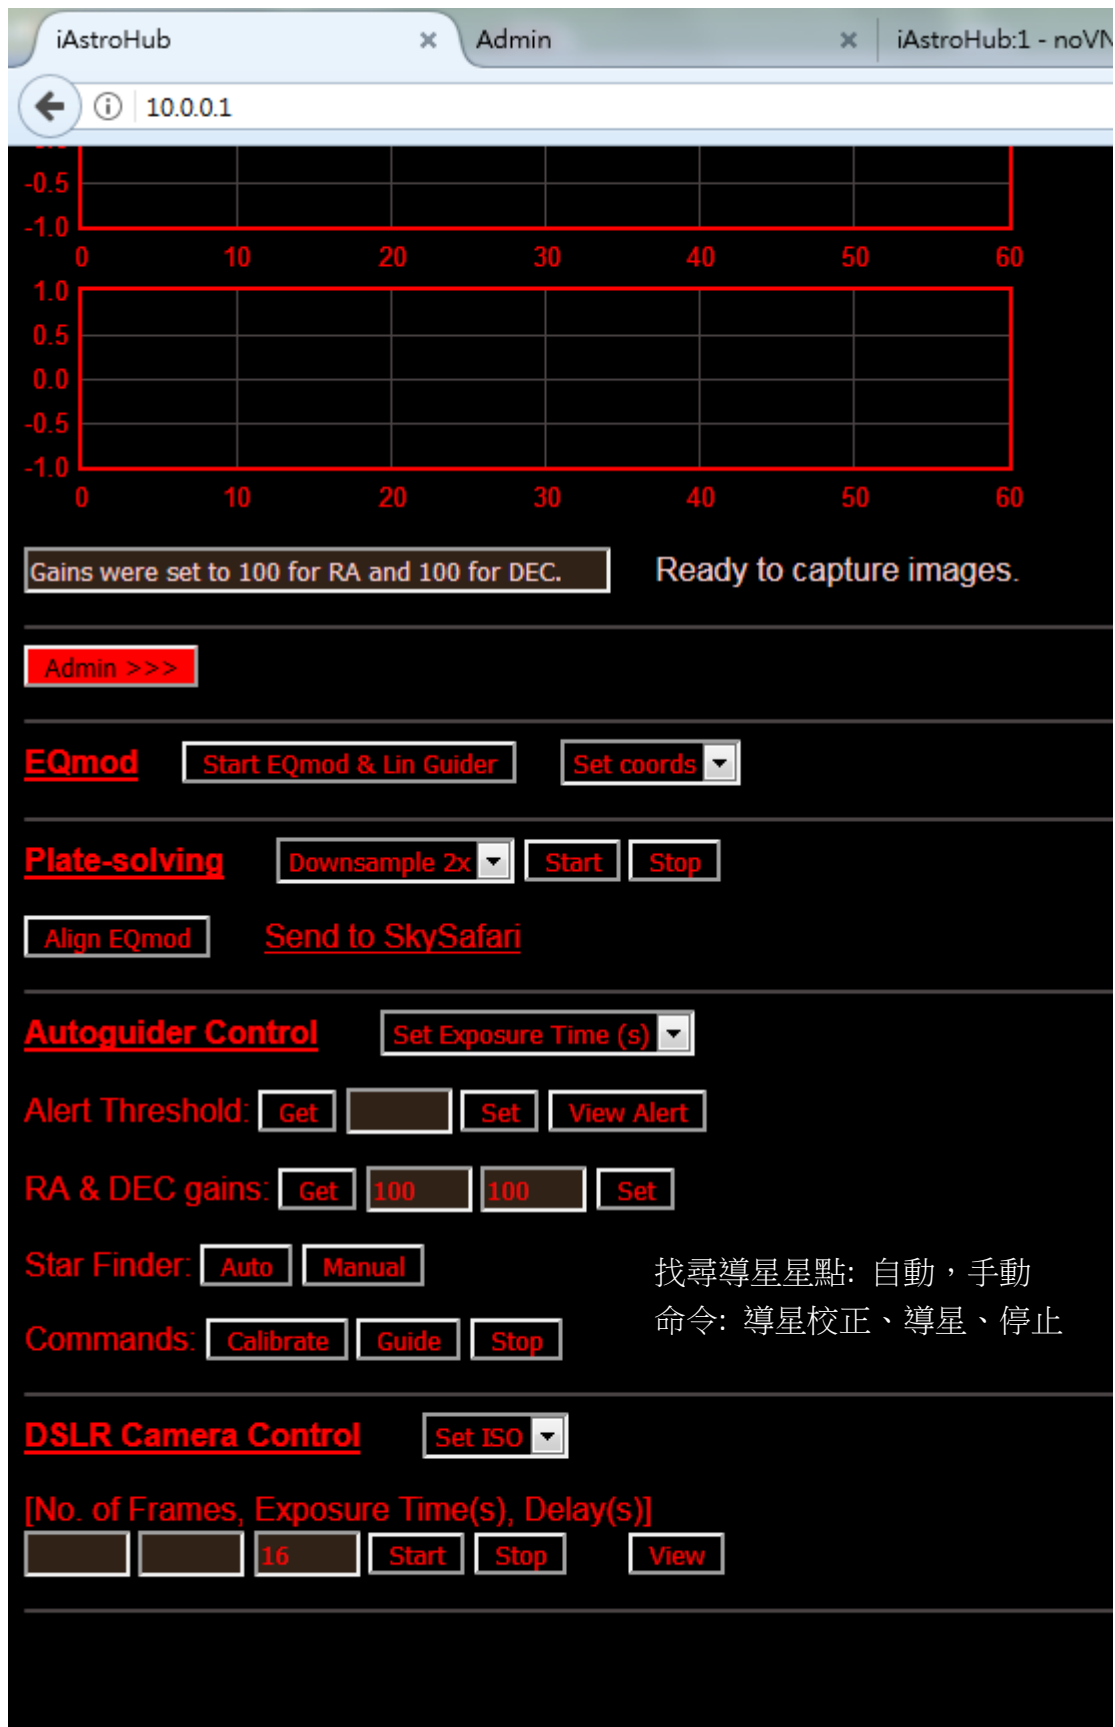 iAstroHub × Admin × iAstroHub:1 - noVN
10.0.0.1
-0.5
-1.0
0 10 20 30 40 50 60
1.0
0.5
0.0
-0.5
-1.0
0 10 20 30 40 50 60
Gains were set to 100 for RA and 100 for DEC. Ready to capture images.
Admin >>>
EQmod Start EQmod & Lin Guider Set coords
Plate-solving Downsample 2x Start Stop
Align EQmod Send to SkySafari
Autoguider Control Set Exposure Time (s)
Alert Threshold: Get Set View Alert
RA & DEC gains: Get 100 100 Set
Star Finder: Auto Manual 找尋導星星點: 自動，手動
Commands: Calibrate Guide Stop 命令: 導星校正、導星、停止
DSLR Camera Control Set ISO
[No. of Frames, Exposure Time(s), Delay(s)]
16 Start Stop View